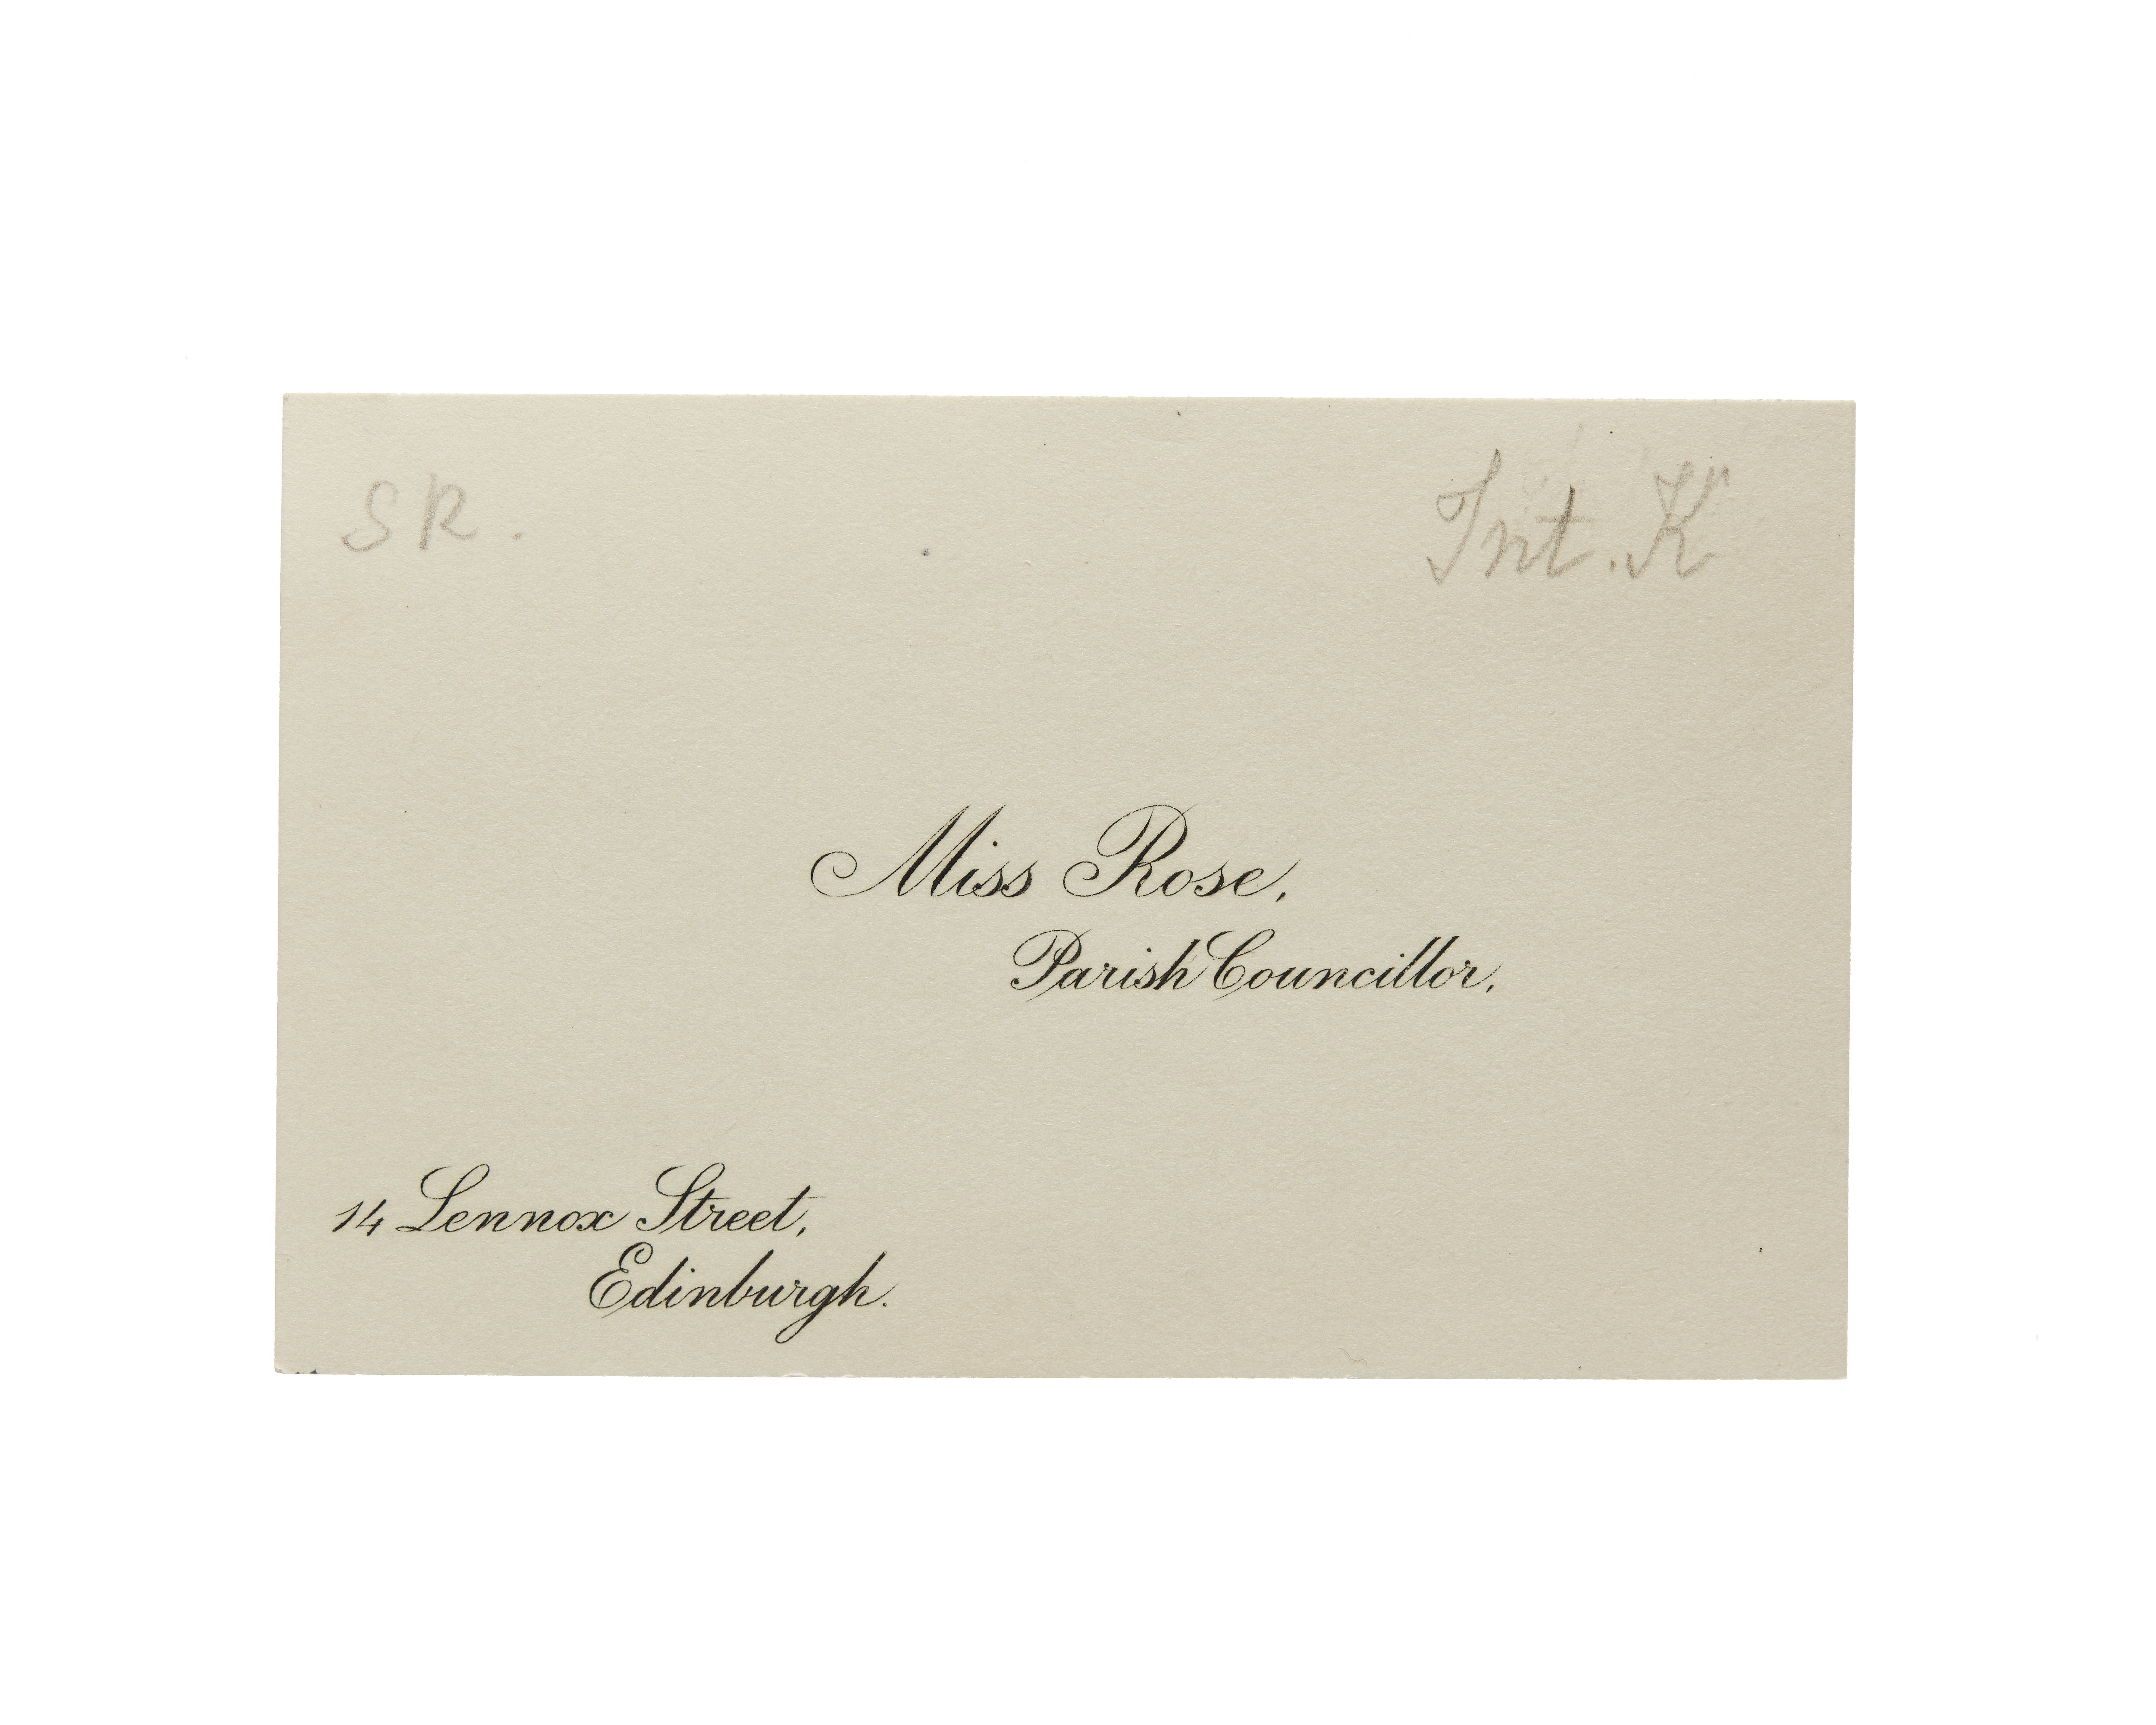 SR.
Int. K
Miss Rose,
Parish Councillor,
14 Lennox Street,
Edinburgh.